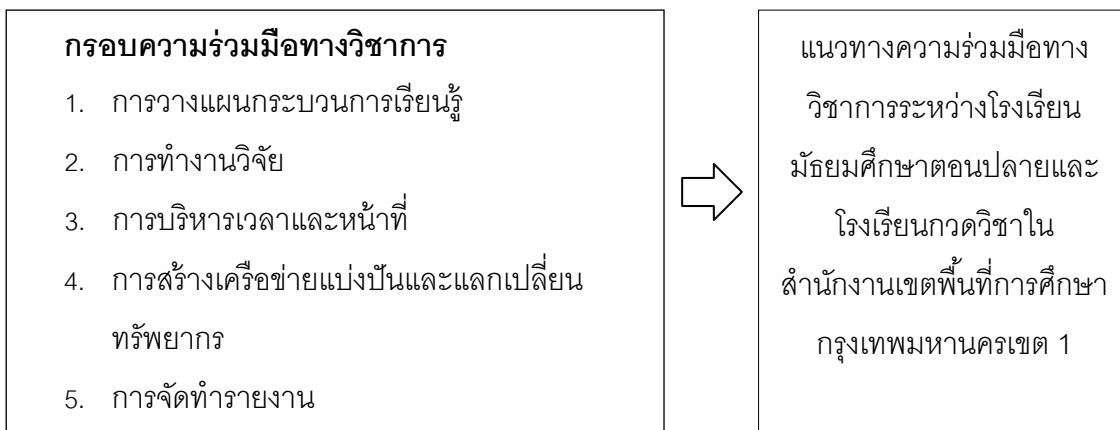 กรอบความร่วมมือทางวิชาการ
1. การวางแผนกระบวนการเรียนรู้
2. การทำงานวิจัย
3. การบริหารเวลาและหน้าที่
4. การสร้างเครือข่ายแบ่งปันและแลกเปลี่ยน
ทรัพยากร
5. การจัดทำรายงาน
แนวทางความร่วมมือทาง
วิชาการระหว่างโรงเรียน
มัธยมศึกษาตอนปลายและ
โรงเรียนกวดวิชาใน
สำนักงานเขตพื้นที่การศึกษา
กรุงเทพมหานครเขต 1